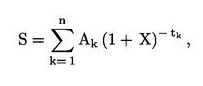 S = \sum_{k=1}^{n} A_k (1 + X)^{-t_k} ,